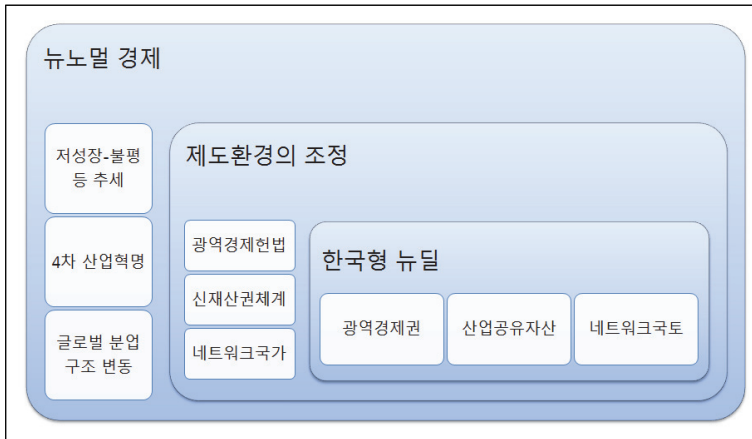 뉴노멀 경제
저성장-불평
등 추세
4차 산업혁명
글로벌 분업
구조 변동
제도환경의 조정
광역경제헌법
신재산권체계
네트워크국가
한국형 뉴딜
광역경제권
산업공유자산
네트워크국토